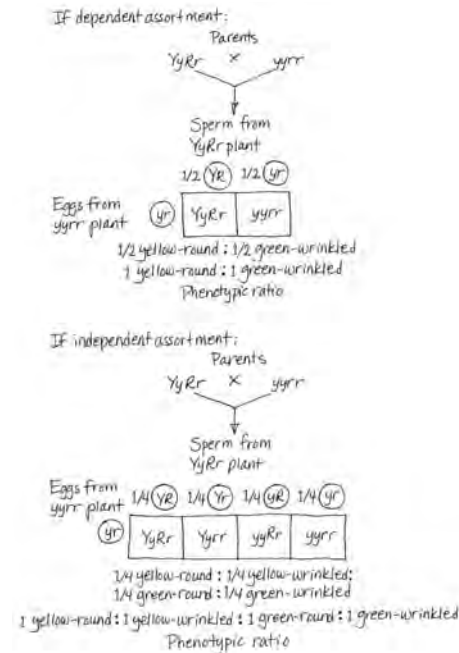 If dependent assortment:
Parents
YyRr × yyrr
Sperm from
YyRr plant
1/2 YR 1/2 yr
Eggs from
yyrr plant
yr YyRr yyrr
1/2 yellow-round : 1/2 green-wrinkled
1 yellow-round : 1 green-wrinkled
Phenotypic ratio
If independent assortment:
Parents
YyRr × yyrr
Sperm from
YyRr plant
Eggs from
yyrr plant
1/4 YR 1/4 Yr 1/4 yR 1/4 yr
yr YyRr Yyrr yyRr yyrr
1/4 yellow-round : 1/4 yellow-wrinkled:
1/4 green-round : 1/4 green-wrinkled
1 yellow-round : 1 yellow-wrinkled : 1 green-round : 1 green-wrinkled
Phenotypic ratio